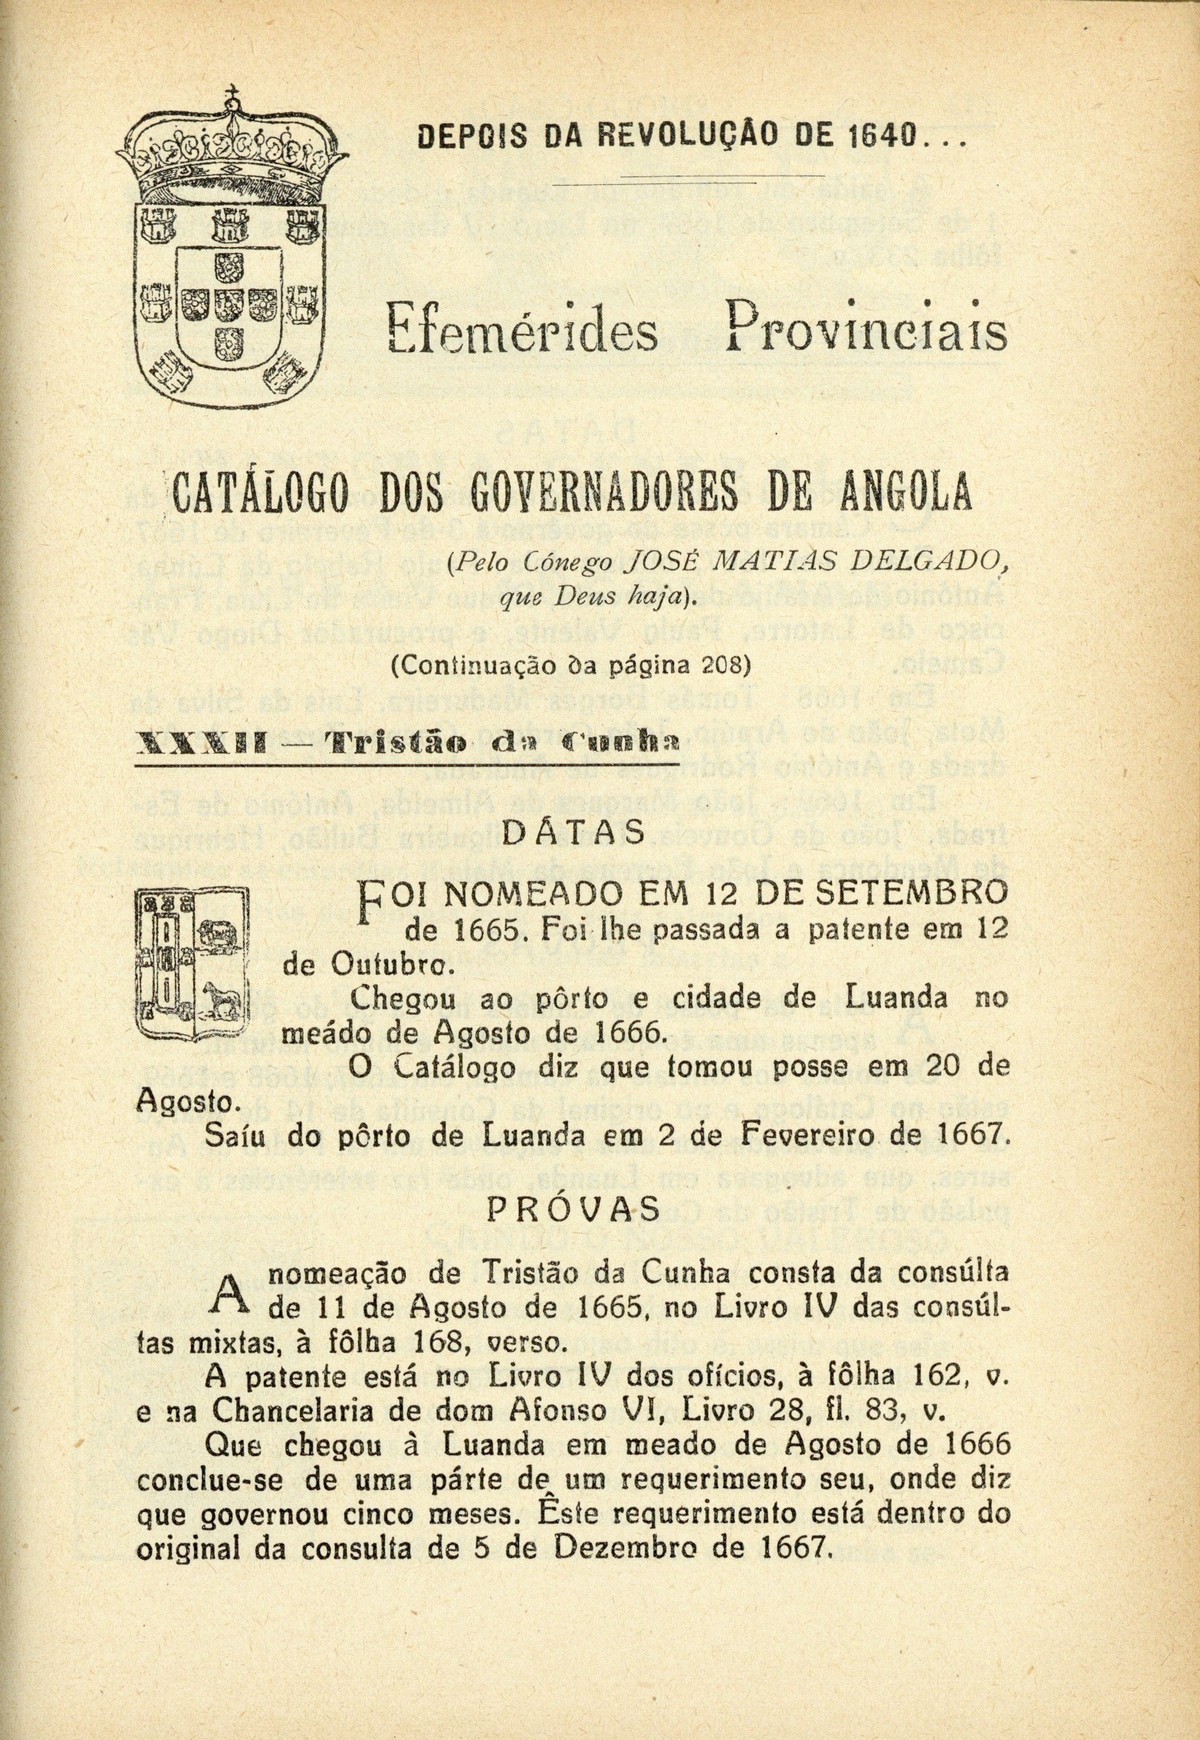 DEPOIS DA REVOLUÇÃO DE 1640...
Efemérides Provinciais
CATÁLOGO DOS GOVERNADORES DE ANGOLA
(Pelo Cónego JOSÉ MATIAS DELGADO,
que Deus haja).
(Continuação da página 208)
XXXII — Tristão da Cunha
DÁTAS
FOI NOMEADO EM 12 DE SETEMBRO
de 1665. Foi lhe passada a patente em 12
de Outubro.
Chegou ao pôrto e cidade de Luanda no
meádo de Agosto de 1666.
O Catálogo diz que tomou posse em 20 de
Agosto.
Saíu do pôrto de Luanda em 2 de Fevereiro de 1667.
PRÓVAS
A nomeação de Tristão da Cunha consta da consúlta
de 11 de Agosto de 1665, no Livro IV das consúl-
tas mixtas, à fôlha 168, verso.
A patente está no Livro IV dos ofícios, à fôlha 162, v.
e na Chancelaria de dom Afonso VI, Livro 28, fl. 83, v.
Que chegou à Luanda em meado de Agosto de 1666
conclue-se de uma párte de um requerimento seu, onde diz
que governou cinco meses. Êste requerimento está dentro do
original da consulta de 5 de Dezembro de 1667.